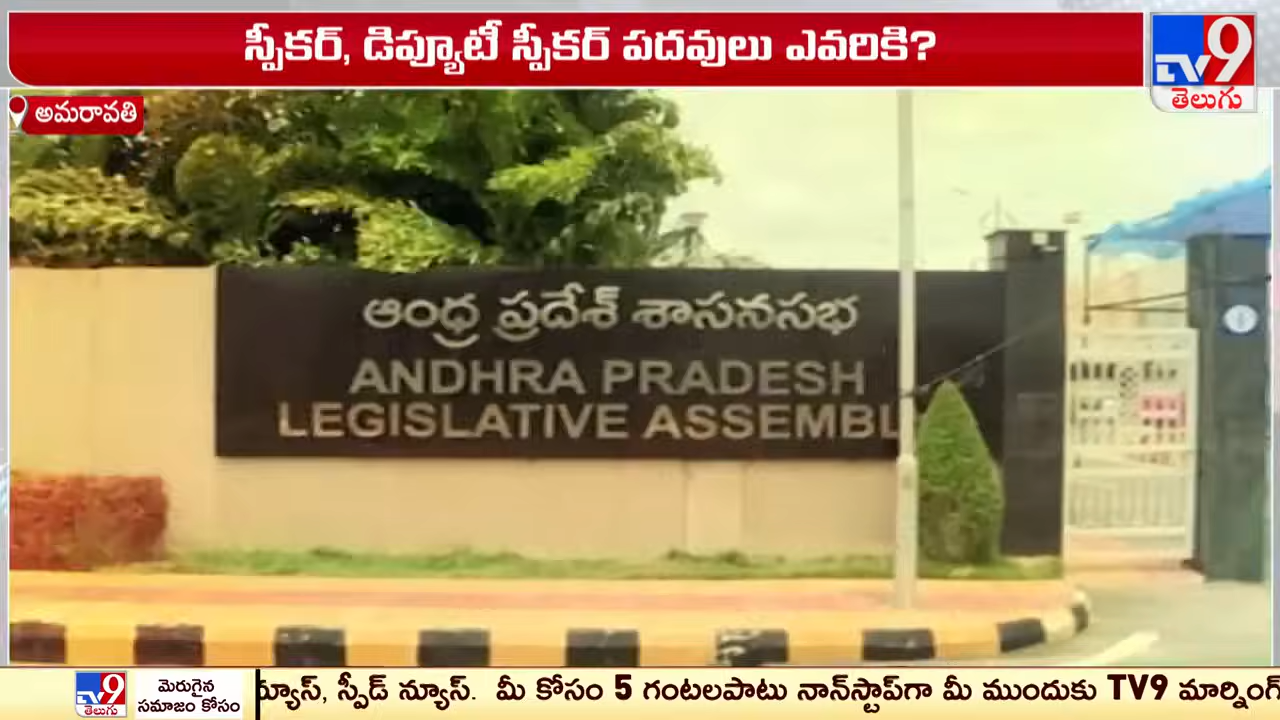 స్పీకర్, డిప్యూటీ స్పీకర్ పదవులు ఎవరికి?
TV9
తెలుగు
అమరావతి
ఆంధ్ర ప్రదేశ్ శాసనసభ
ANDHRA PRADESH
LEGISLATIVE ASSEMBL
TV9
తెలుగు
మెరుగైన
సమాజం కోసం
న్యూస్, స్పీడ్ న్యూస్. మీ కోసం 5 గంటలపాటు నాన్‌స్టాప్‌గా మీ ముందుకు TV9 మార్నింగ్